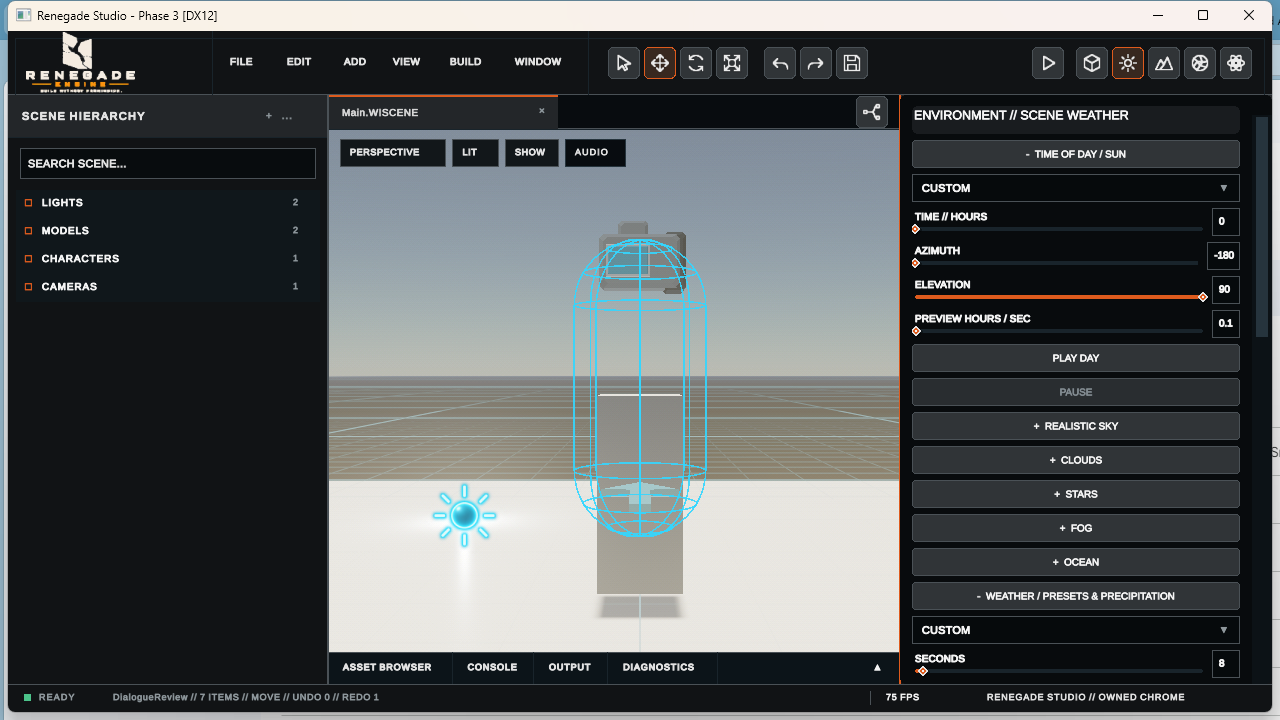 Renegade Studio - Phase 3 [DX12]
RENEGADE
ENGINE
BUILD WITHOUT PERMISSION.
FILE EDIT ADD VIEW BUILD WINDOW
SCENE HIERARCHY + ...
SEARCH SCENE...
LIGHTS 2
MODELS 2
CHARACTERS 1
CAMERAS 1
Main.WISCENE ×
PERSPECTIVE LIT SHOW AUDIO
ENVIRONMENT // SCENE WEATHER
- TIME OF DAY / SUN
CUSTOM ▼
TIME // HOURS 0
AZIMUTH -180
ELEVATION 90
PREVIEW HOURS / SEC 0.1
PLAY DAY
PAUSE
+ REALISTIC SKY
+ CLOUDS
+ STARS
+ FOG
+ OCEAN
- WEATHER / PRESETS & PRECIPITATION
CUSTOM ▼
SECONDS 8
ASSET BROWSER CONSOLE OUTPUT DIAGNOSTICS ▲
READY DialogueReview // 7 ITEMS // MOVE // UNDO 0 // REDO 1 75 FPS RENEGADE STUDIO // OWNED CHROME